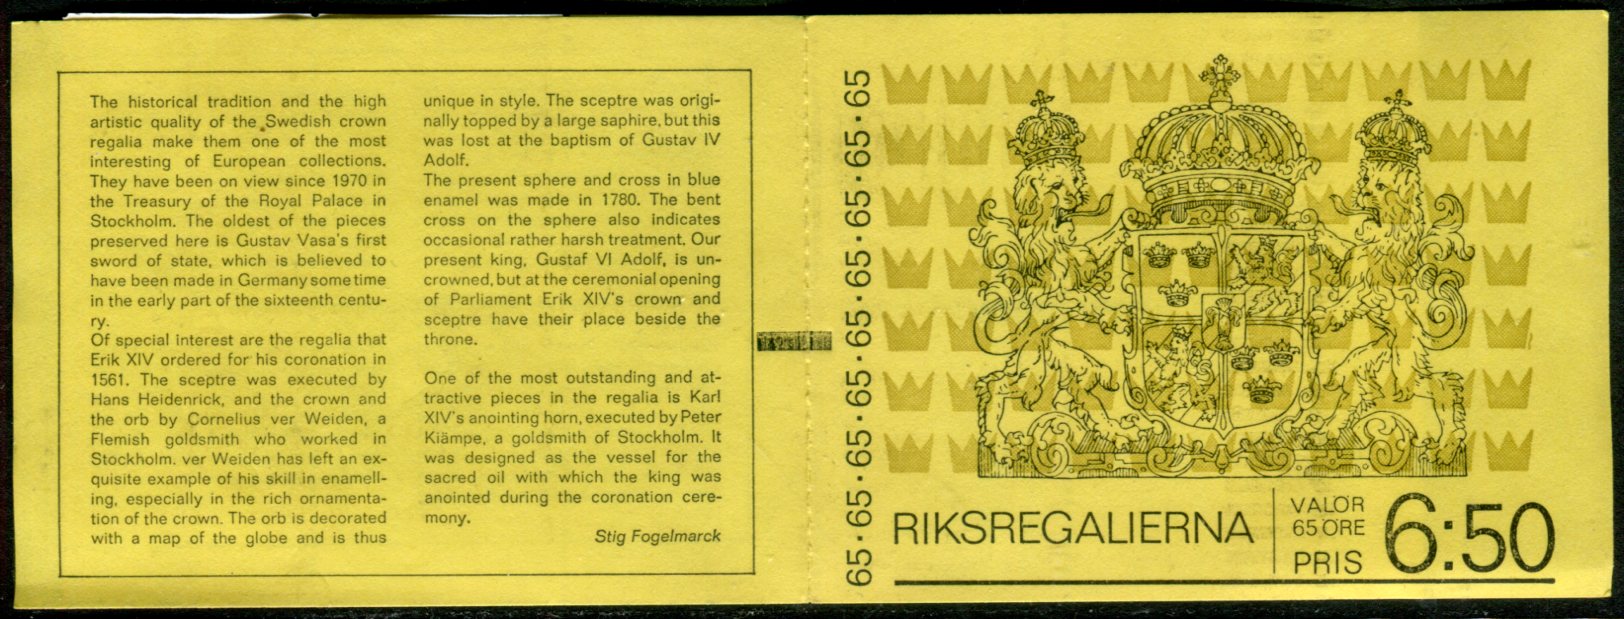 The historical tradition and the high
artistic quality of the Swedish crown
regalia make them one of the most
interesting of European collections.
They have been on view since 1970 in
the Treasury of the Royal Palace in
Stockholm. The oldest of the pieces
preserved here is Gustav Vasa's first
sword of state, which is believed to
have been made in Germany some time
in the early part of the sixteenth centu-
ry.
Of special interest are the regalia that
Erik XIV ordered for his coronation in
1561. The sceptre was executed by
Hans Heidenrick, and the crown and
the orb by Cornelius ver Weiden, a
Flemish goldsmith who worked in
Stockholm. ver Weiden has left an ex-
quisite example of his skill in enamell-
ing, especially in the rich ornamenta-
tion of the crown. The orb is decorated
with a map of the globe and is thus
unique in style. The sceptre was origi-
nally topped by a large saphire, but this
was lost at the baptism of Gustav IV
Adolf.
The present sphere and cross in blue
enamel was made in 1780. The bent
cross on the sphere also indicates
occasional rather harsh treatment. Our
present king, Gustaf VI Adolf, is un-
crowned, but at the ceremonial opening
of Parliament Erik XIV's crown and
sceptre have their place beside the
throne.
One of the most outstanding and at-
tractive pieces in the regalia is Karl
XIV's anointing horn, executed by Peter
Kiämpe, a goldsmith of Stockholm. It
was designed as the vessel for the
sacred oil with which the king was
anointed during the coronation cere-
mony.
Stig Fogelmarck
65·65·65·65·65·65·65·65·65
RIKSREGALIERNA
VALÖR
65 ÖRE
PRIS
6:50